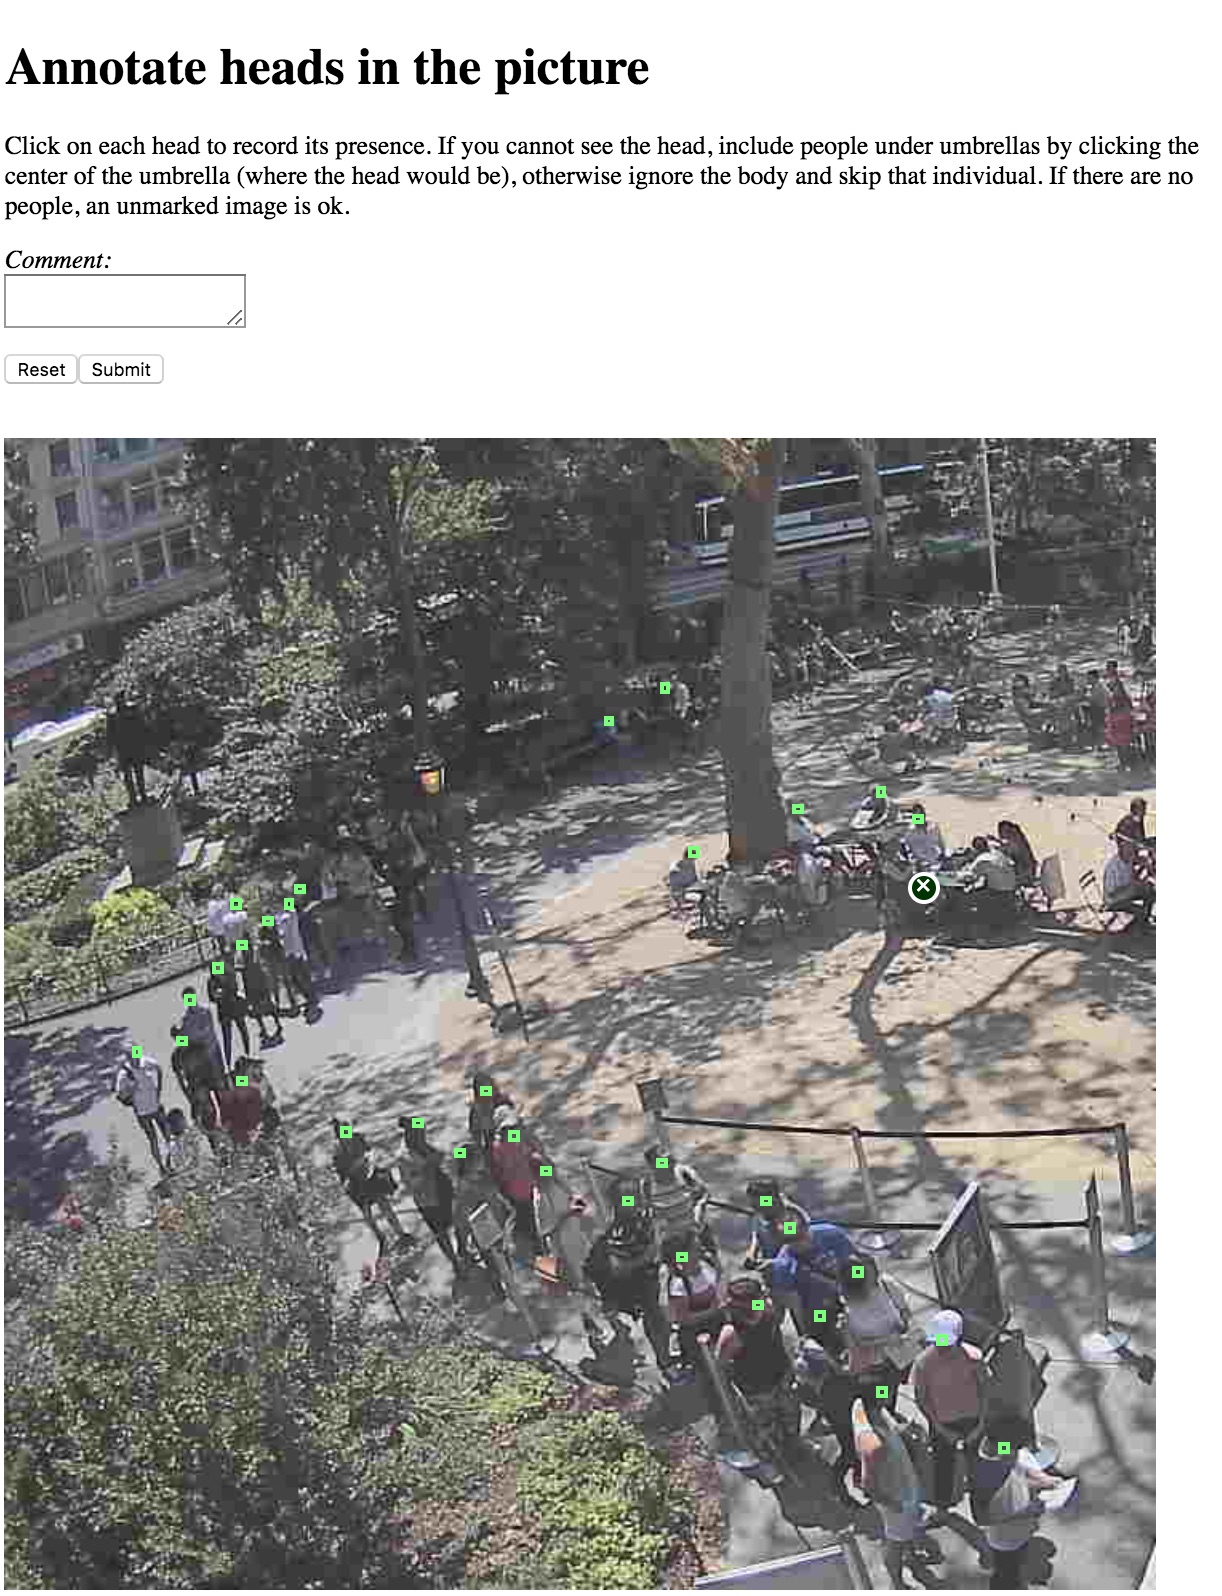 Annotate heads in the picture
Click on each head to record its presence. If you cannot see the head, include people under umbrellas by clicking the
center of the umbrella (where the head would be), otherwise ignore the body and skip that individual. If there are no
people, an unmarked image is ok.
Comment:
Reset Submit